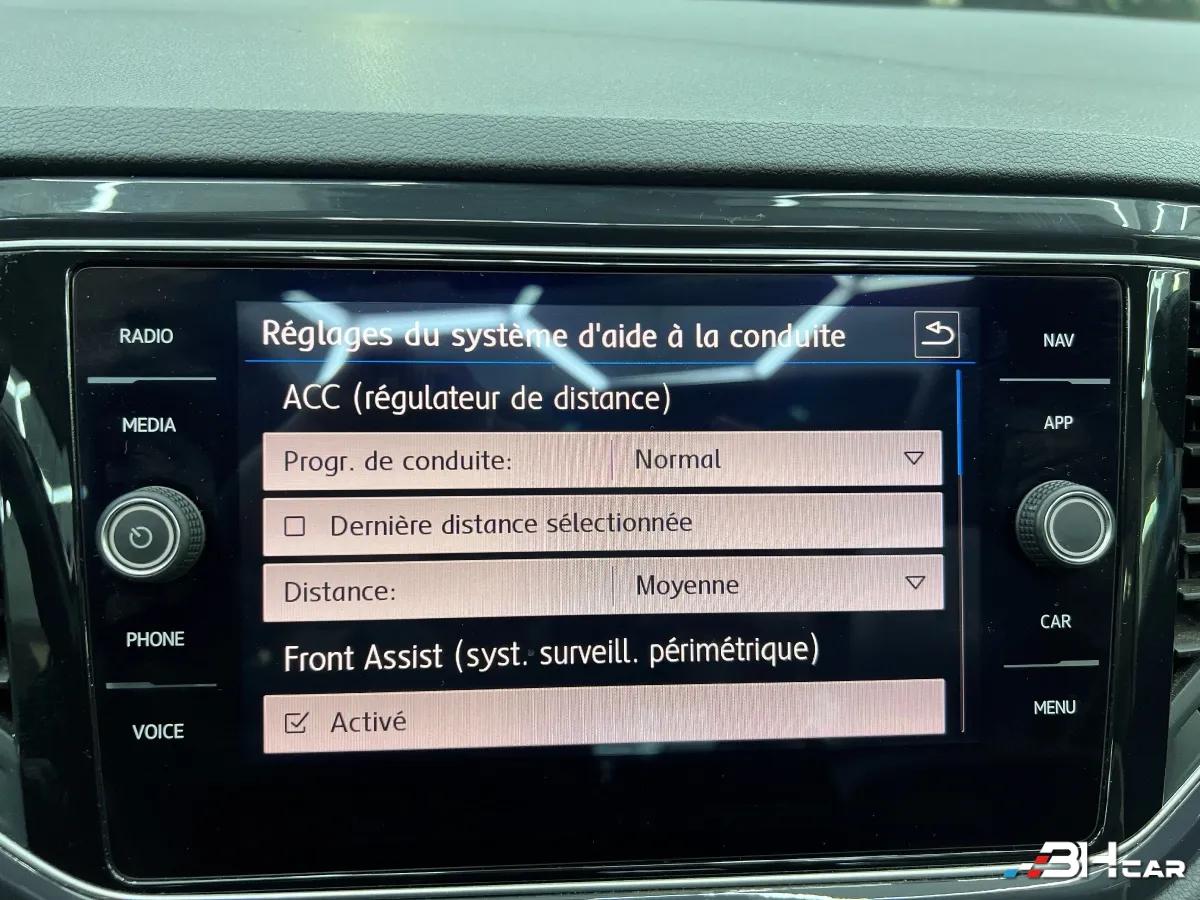 RADIO
MEDIA
PHONE
VOICE
Réglages du système d'aide à la conduite
ACC (régulateur de distance)
Progr. de conduite: Normal
Dernière distance sélectionnée
Distance: Moyenne
Front Assist (syst. surveill. périmétrique)
Activé
NAV
APP
CAR
MENU
BHCAR